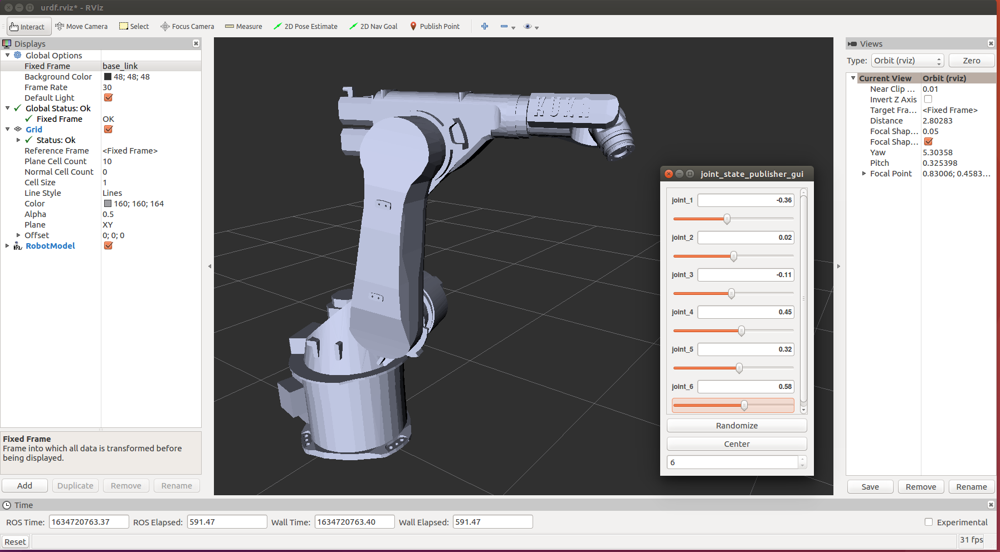 urdf.rviz* - RViz
Interact Move Camera Select Focus Camera Measure 2D Pose Estimate 2D Nav Goal Publish Point
Displays
Global Options
Fixed Frame base_link
Background Color 48; 48; 48
Frame Rate 30
Default Light
Global Status: Ok
Fixed Frame OK
Grid
Status: Ok
Reference Frame <Fixed Frame>
Plane Cell Count 10
Normal Cell Count 0
Cell Size 1
Line Style Lines
Color 160; 160; 164
Alpha 0.5
Plane XY
Offset 0; 0; 0
RobotModel
Fixed Frame
Frame into which all data is transformed before
being displayed.
Add Duplicate Remove Rename
KUKA
joint_state_publisher_gui
joint_1 -0.36
joint_2 0.02
joint_3 -0.11
joint_4 0.45
joint_5 0.32
joint_6 0.58
Randomize
Center
6
Views
Type: Orbit (rviz) Zero
Current View Orbit (rviz)
Near Clip ... 0.01
Invert Z Axis
Target Fra... <Fixed Frame>
Distance 2.80283
Focal Shap... 0.05
Focal Shap...
Yaw 5.30358
Pitch 0.325398
Focal Point 0.83006; 0.4583...
Save Remove Rename
Time
ROS Time: 1634720763.37 ROS Elapsed: 591.47 Wall Time: 1634720763.40 Wall Elapsed: 591.47 Experimental
Reset 31 fps